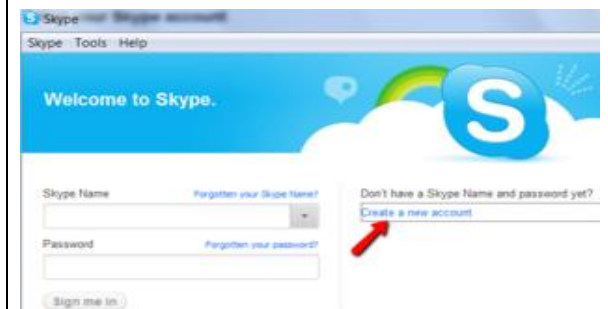 Skype
Skype Tools Help
Welcome to Skype.
S
Skype Name Forgotten your Skype Name?
Password Forgotten your password?
Sign me in
Don't have a Skype Name and password yet?
Create a new account